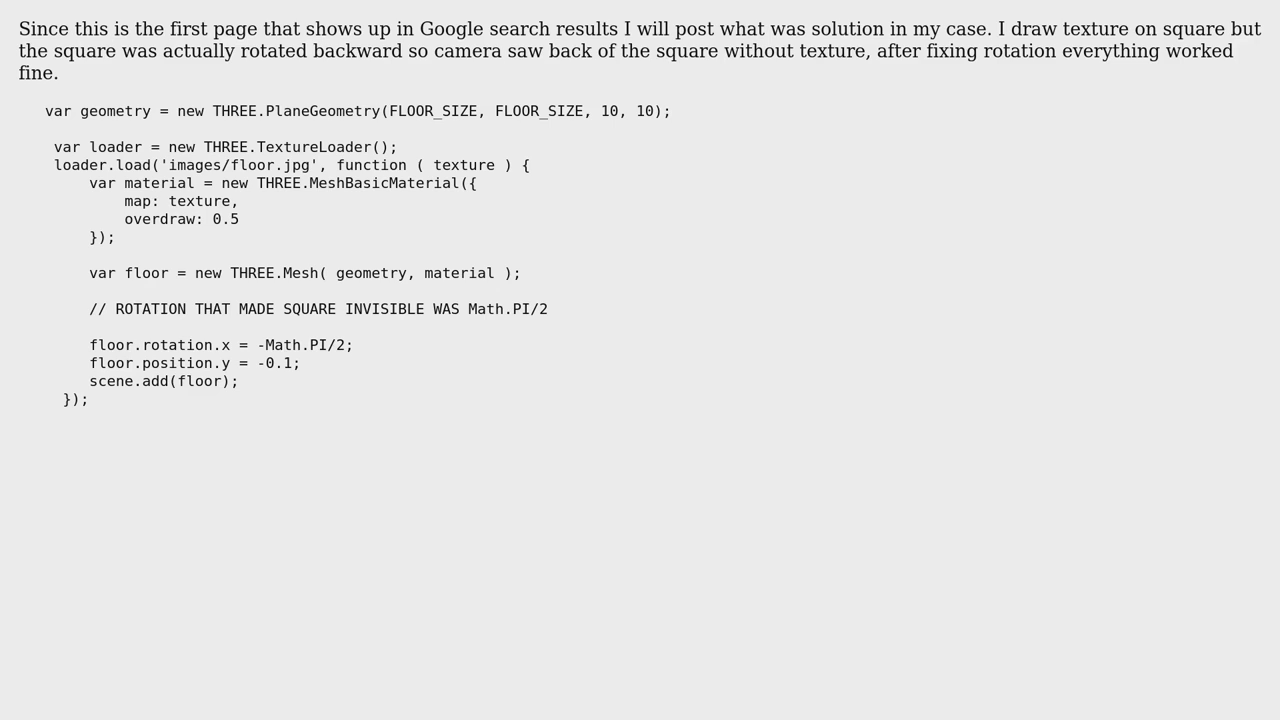 Since this is the first page that shows up in Google search results I will post what was solution in my case. I draw texture on square but
the square was actually rotated backward so camera saw back of the square without texture, after fixing rotation everything worked
fine.
var geometry = new THREE.PlaneGeometry(FLOOR_SIZE, FLOOR_SIZE, 10, 10);
var loader = new THREE.TextureLoader();
loader.load('images/floor.jpg', function ( texture ) {
var material = new THREE.MeshBasicMaterial({
map: texture,
overdraw: 0.5
});
var floor = new THREE.Mesh( geometry, material );
// ROTATION THAT MADE SQUARE INVISIBLE WAS Math.PI/2
floor.rotation.x = -Math.PI/2;
floor.position.y = -0.1;
scene.add(floor);
});